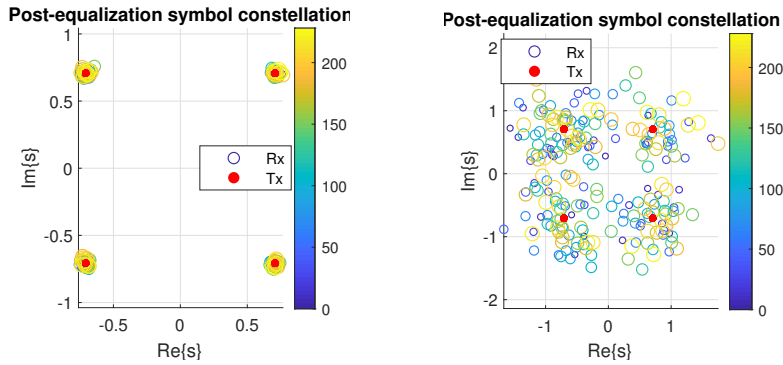 Post-equalization symbol constellation
1
0.5
0
-0.5
-1
Im{s}
-0.5
0
0.5
Re{s}
Rx
Tx
200
150
100
50
0
Post-equalization symbol constellation
2
1
0
-1
-2
Im{s}
-1
0
1
Re{s}
Rx
Tx
200
150
100
50
0